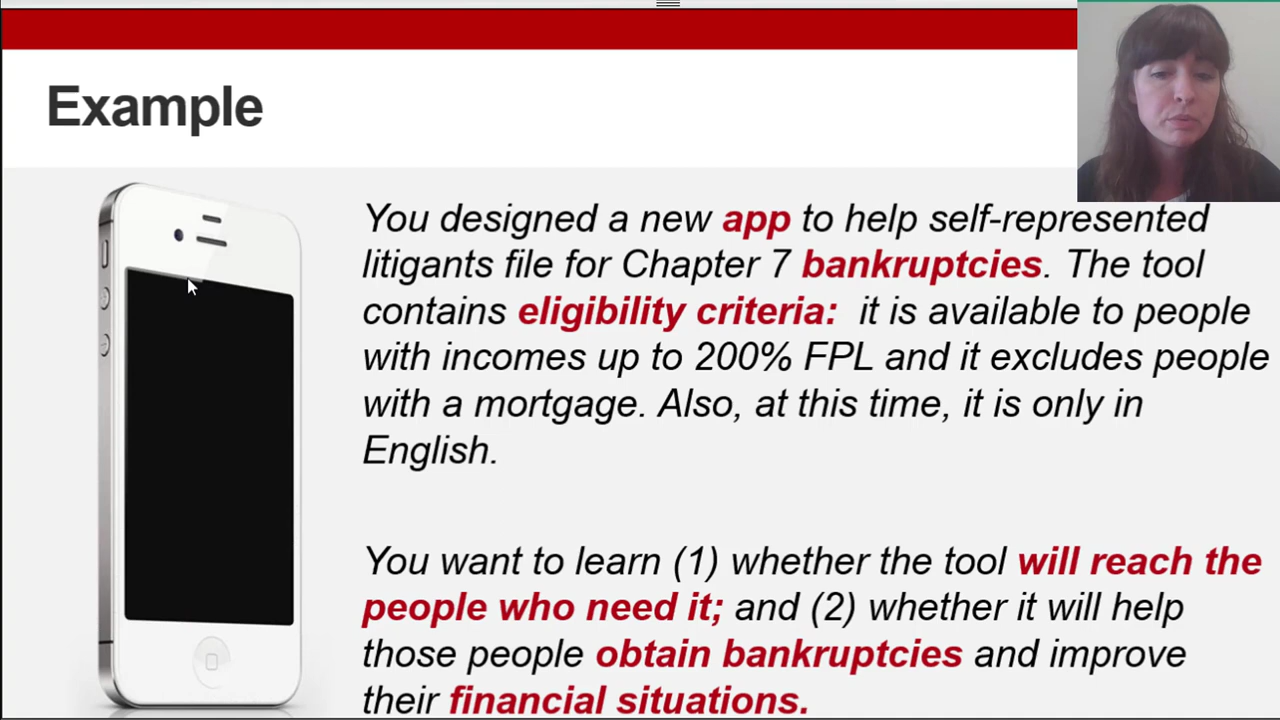 Example
You designed a new app to help self-represented
litigants file for Chapter 7 bankruptcies. The tool
contains eligibility criteria: it is available to people
with incomes up to 200% FPL and it excludes people
with a mortgage. Also, at this time, it is only in
English.
You want to learn (1) whether the tool will reach the
people who need it; and (2) whether it will help
those people obtain bankruptcies and improve
their financial situations.